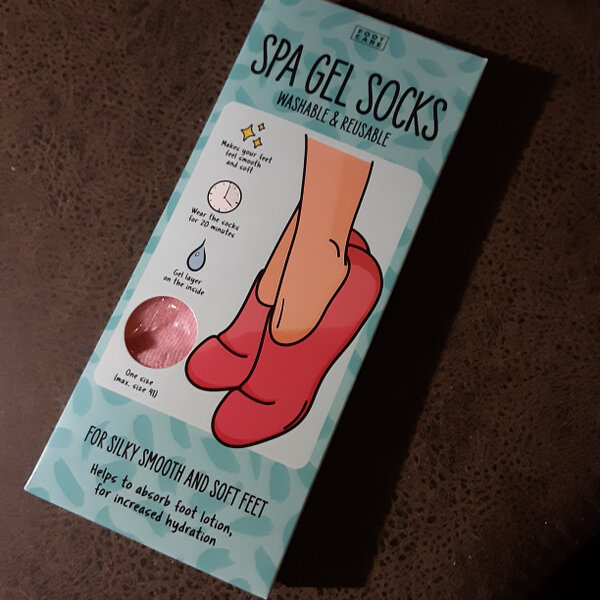 FOOT
CARE
SPA GEL SOCKS
WASHABLE & REUSABLE
Makes your feet
feel smooth
and soft
Wear the socks
for 20 minutes
Gel layer
on the inside
One size
(max. size 41)
FOR SILKY SMOOTH AND SOFT FEET
Helps to absorb foot lotion,
for increased hydration